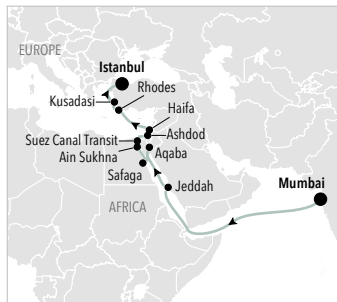 EUROPE
Istanbul
Rhodes
Kusadasi
Haifa
Ashdod
Suez Canal Transit
Ain Sukhna
Aqaba
Safaga
Jeddah
Mumbai
AFRICA